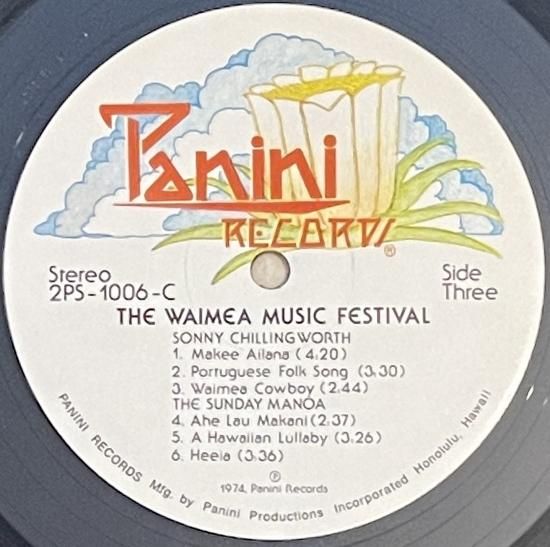 Panini
RECORDS®
Stereo
2PS-1006-C
Side
Three
THE WAIMEA MUSIC FESTIVAL
SONNY CHILLINGWORTH
1. Makee Ailana (4.20)
2. Portuguese Folk Song (3.30)
3. Waimea Cowboy (2.44)
THE SUNDAY MANOA
4. Ahe Lau Makani (2.37)
5. A Hawaiian Lullaby (3.26)
6. Heeia (3.36)
℗
1974, Panini Records
PANINI RECORDS Mfg. by Panini Productions Incorporated Honolulu, Hawaii